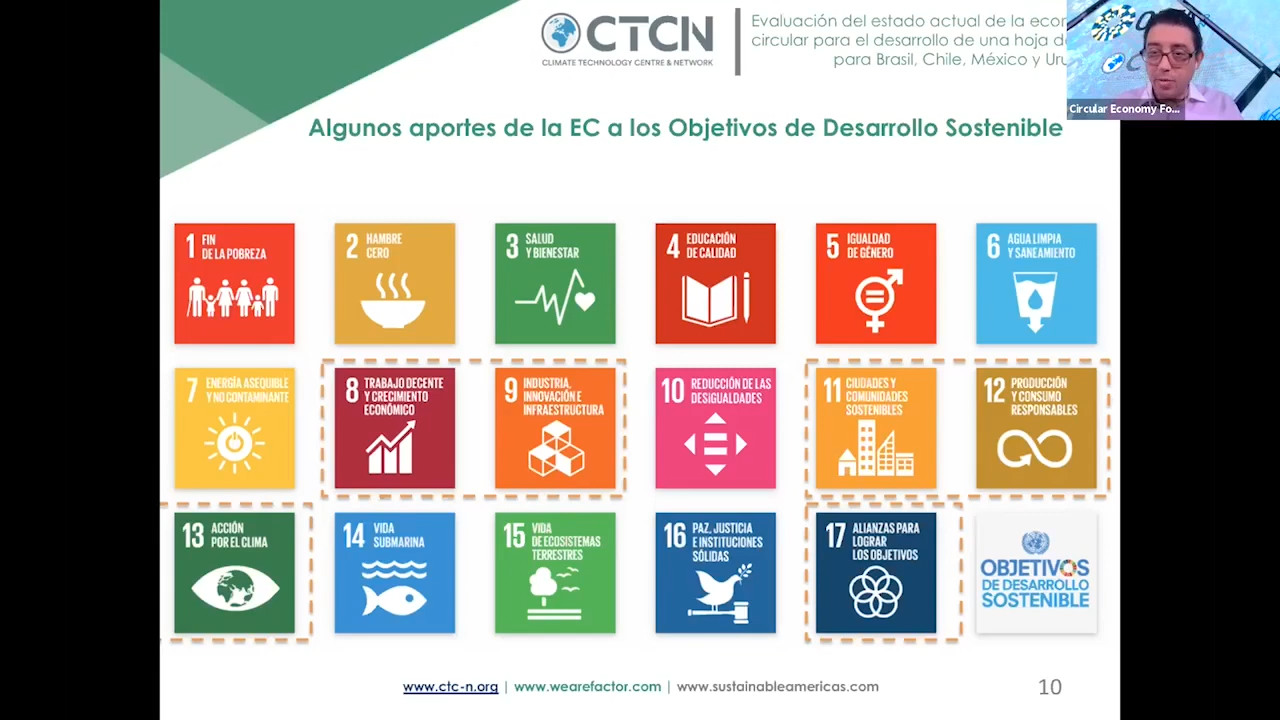 CTCN
CLIMATE TECHNOLOGY CENTRE & NETWORK
Evaluación del estado actual de la
circular para el desarrollo de una hoja
para Brasil, Chile, México y
Circular Economy Fo...
Algunos aportes de la EC a los Objetivos de Desarrollo Sostenible
1 FIN
DE LA POBREZA
2 HAMBRE
CERO
3 SALUD
Y BIENESTAR
4 EDUCACIÓN
DE CALIDAD
5 IGUALDAD
DE GÉNERO
6 AGUA LIMPIA
Y SANEAMIENTO
7 ENERGÍA ASEQUIBLE
Y NO CONTAMINANTE
8 TRABAJO DECENTE
Y CRECIMIENTO
ECONÓMICO
9 INDUSTRIA,
INNOVACIÓN E
INFRAESTRUCTURA
10 REDUCCIÓN DE LAS
DESIGUALDADES
11 CIUDADES Y
COMUNIDADES
SOSTENIBLES
12 PRODUCCIÓN
Y CONSUMO
RESPONSABLES
13 ACCIÓN
POR EL CLIMA
14 VIDA
SUBMARINA
15 VIDA
DE ECOSISTEMAS
TERRESTRES
16 PAZ, JUSTICIA
E INSTITUCIONES
SÓLIDAS
17 ALIANZAS PARA
LOGRAR
LOS OBJETIVOS
OBJETIVOS
DE DESARROLLO
SOSTENIBLE
www.ctc-n.org | www.wearefactor.com | www.sustainableamericas.com
10